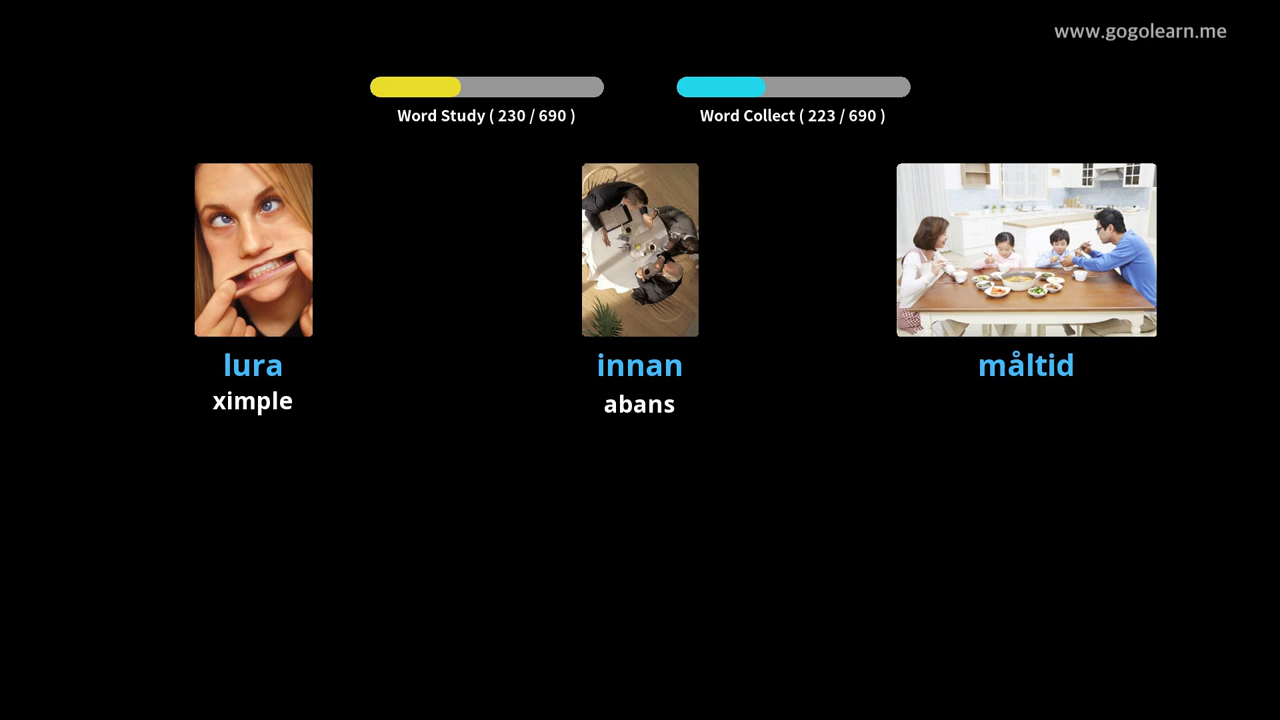 www.gogolearn.me
Word Study ( 230 / 690 )
Word Collect ( 223 / 690 )
lura
innan
måltid
ximple
abans